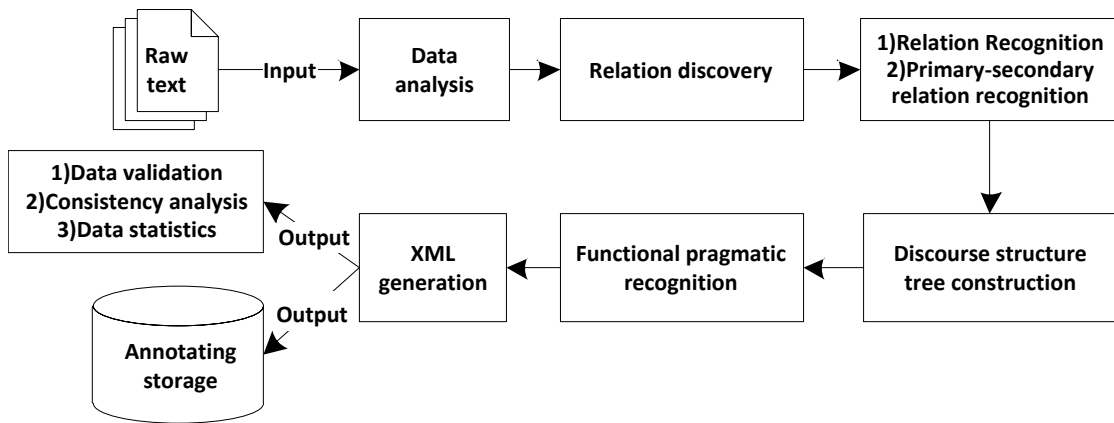 Raw
text
Input
Data
analysis
Relation discovery
1)Relation Recognition
2)Primary-secondary
relation recognition
Discourse structure
tree construction
Functional pragmatic
recognition
XML
generation
Output
1)Data validation
2)Consistency analysis
3)Data statistics
Output
Annotating
storage